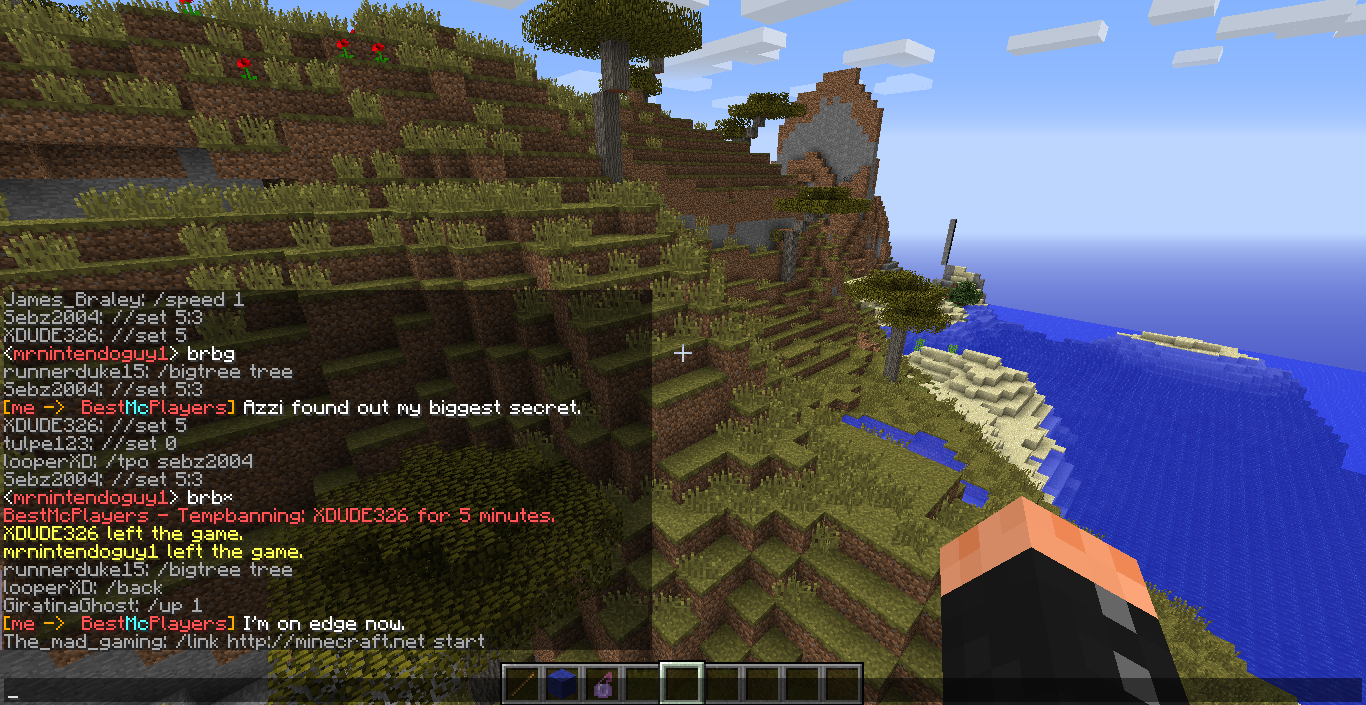 James_Braley: /speed 1
Sebz2004: //set 5:3
XDUDE326: //set 5
<mrnintendoguy1> brbg
runnerduke15: /bigtree tree
Sebz2004: //set 5:3
[me -> BestMcPlayers] Azzi found out my biggest secret.
XDUDE326: //set 5
tulpe123: //set 0
looperXD: /tpo sebz2004
Sebz2004: //set 5:3
<mrnintendoguy1> brb*
BestMcPlayers - Tempbanning: XDUDE326 for 5 minutes.
XDUDE326 left the game.
mrnintendoguy1 left the game.
runnerduke15: /bigtree tree
looperXD: /back
GiratinaGhost: /up 1
[me -> BestMcPlayers] I'm on edge now.
The_mad_gaming: /link http://minecraft.net start
_